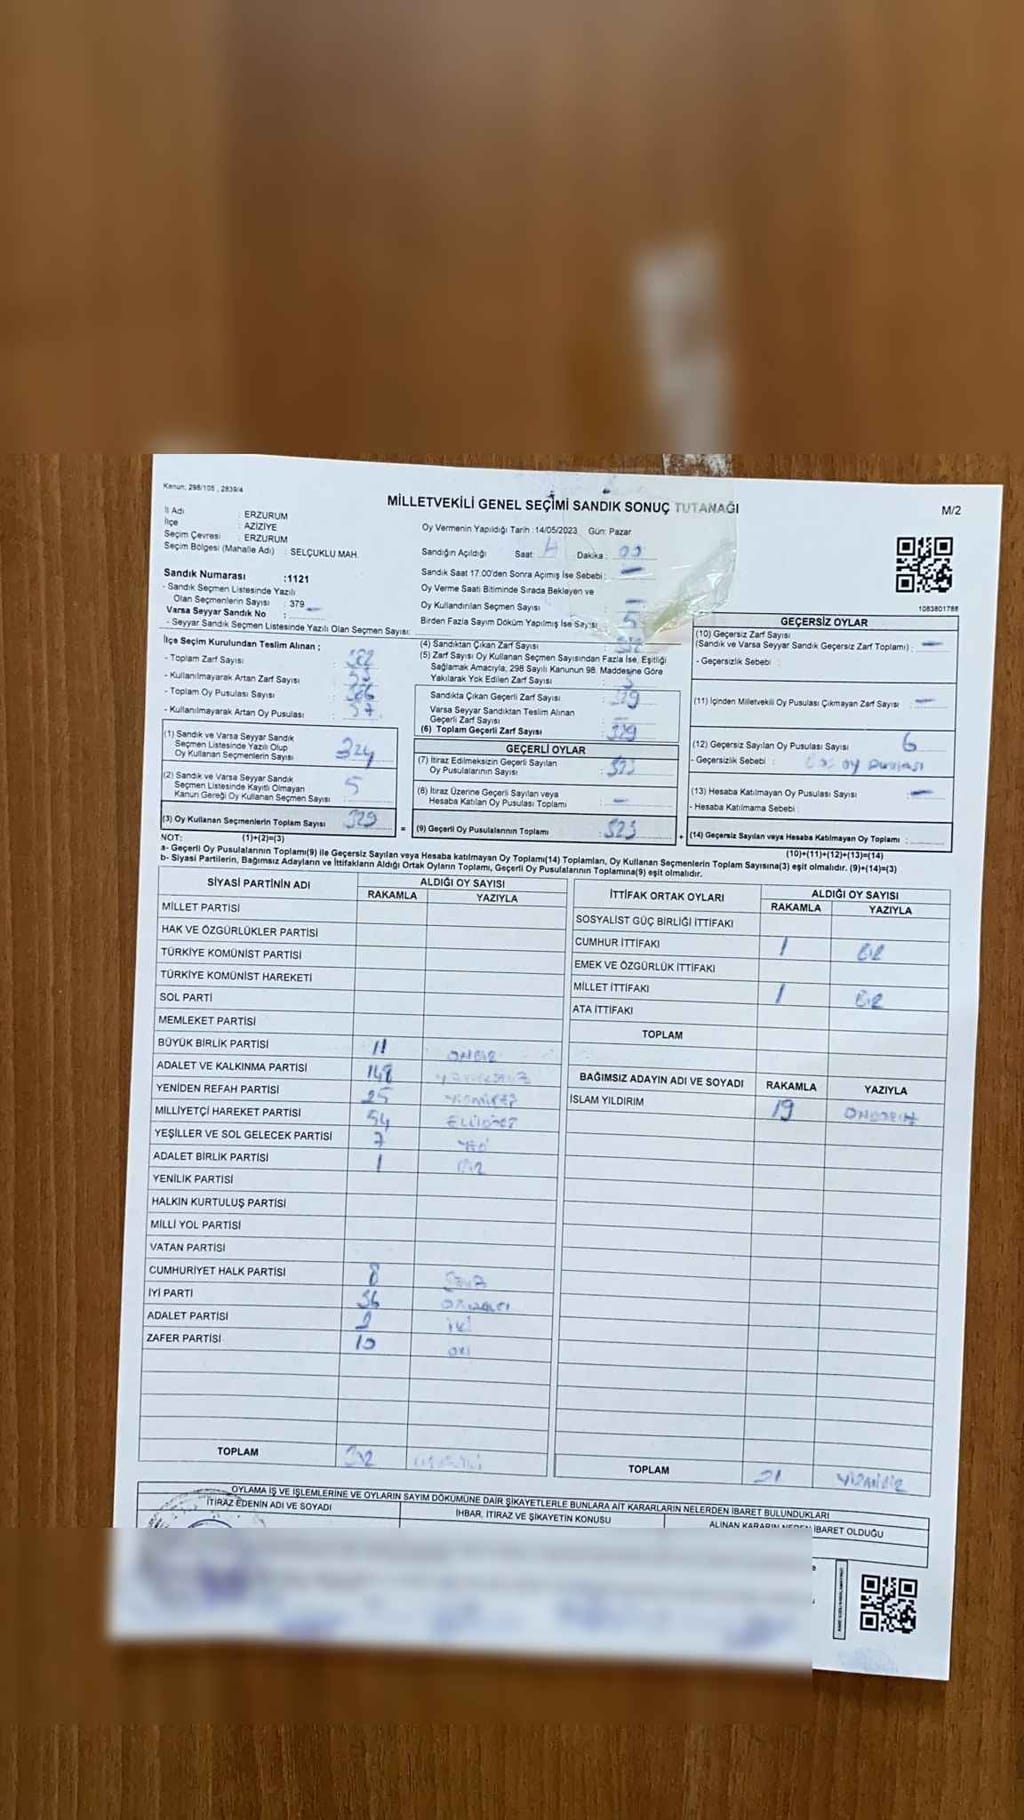 Kanun: 298/105 , 2839/4
MİLLETVEKİLİ GENEL SEÇİMİ SANDIK SONUÇ TUTANAĞI
M/2
İl Adı : ERZURUM
İlçe : AZİZİYE
Seçim Çevresi : ERZURUM
Seçim Bölgesi (Mahalle Adı) : SELÇUKLU MAH.
Sandık Numarası :1121
- Sandık Seçmen Listesinde Yazılı
Olan Seçmenlerin Sayısı : 379
Varsa Seyyar Sandık No : -
- Seyyar Sandık Seçmen Listesinde Yazılı Olan Seçmen Sayısı:
Oy Vermenin Yapıldığı Tarih :14/05/2023 Gün: Pazar
Sandığın Açıldığı Saat: Dakika : 00
Sandık Saat 17.00'den Sonra Açımış İse Sebebi : -
Oy Verme Saati Bitiminde Sırada Bekleyen ve
Oy Kullandırılan Seçmen Sayısı : -
Birden Fazla Sayım Döküm Yapılmış İse Sayısı : 5
1083801788
İlçe Seçim Kurulundan Teslim Alınan ;
- Toplam Zarf Sayısı :
- Kullanılmayarak Artan Zarf Sayısı :
- Toplam Oy Pusulası Sayısı :
- Kullanılmayarak Artan Oy Pusulası : 57
(1) Sandık ve Varsa Seyyar Sandık
Seçmen Listesinde Yazılı Olup
Oy Kullanan Seçmenlerin Sayısı : 324
(2) Sandık ve Varsa Seyyar Sandık
Seçmen Listesinde Kayıtlı Olmayan
Kanun Gereği Oy Kullanan Seçmen Sayısı : 5
(3) Oy Kullanan Seçmenlerin Toplam Sayısı : 329
(4) Sandıktan Çıkan Zarf Sayısı :
(5) Zarf Sayısı Oy Kullanan Seçmen Sayısından Fazla İse, Eşitliği
Sağlamak Amacıyla, 298 Sayılı Kanunun 98. Maddesine Göre
Yakılarak Yok Edilen Zarf Sayısı :
Sandıkta Çıkan Geçerli Zarf Sayısı : 329
Varsa Seyyar Sandıktan Teslim Alınan
Geçerli Zarf Sayısı : -
(6) Toplam Geçerli Zarf Sayısı : 329
GEÇERLİ OYLAR
(7) İtiraz Edilmeksizin Geçerli Sayılan
Oy Pusulalarının Sayısı : 323
(8) İtiraz Üzerine Geçerli Sayılan veya
Hesaba Katılan Oy Pusulası Toplamı : -
= (9) Geçerli Oy Pusulalarının Toplamı : 323 +
GEÇERSİZ OYLAR
(10) Geçersiz Zarf Sayısı
(Sandık ve Varsa Seyyar Sandık Geçersiz Zarf Toplamı) : -
- Geçersizlik Sebebi :
(11) İçinden Milletvekili Oy Pusulası Çıkmayan Zarf Sayısı : -
(12) Geçersiz Sayılan Oy Pusulası Sayısı : 6
- Geçersizlik Sebebi : oy pusulası
(13) Hesaba Katılmayan Oy Pusulası Sayısı : -
- Hesaba Katılmama Sebebi :
(14) Geçersiz Sayılan veya Hesaba Katılmayan Oy Toplamı :
NOT: (1)+(2)=(3)
(10)+(11)+(12)+(13)=(14)
a- Geçerli Oy Pusulalarının Toplamı(9) ile Geçersiz Sayılan veya Hesaba katılmayan Oy Toplamı(14) Toplamları, Oy Kullanan Seçmenlerin Toplam Sayısına(3) eşit olmalıdır. (9)+(14)=(3)
b- Siyasi Partilerin, Bağımsız Adayların ve İttifakların Aldığı Ortak Oyların Toplamı, Geçerli Oy Pusulalarının Toplamına(9) eşit olmalıdır.
SİYASİ PARTİNİN ADI ALDIĞI OY SAYISI
RAKAMLA YAZIYLA
MİLLET PARTİSİ
HAK VE ÖZGÜRLÜKLER PARTİSİ
TÜRKİYE KOMÜNİST PARTİSİ
TÜRKİYE KOMÜNİST HAREKETİ
SOL PARTİ
MEMLEKET PARTİSİ
BÜYÜK BİRLİK PARTİSİ 11 ONBİR
ADALET VE KALKINMA PARTİSİ 148
YENİDEN REFAH PARTİSİ 25 YİRMİBEŞ
MİLLİYETÇİ HAREKET PARTİSİ 54 ELLİDÖRT
YEŞİLLER VE SOL GELECEK PARTİSİ 7 YEDİ
ADALET BİRLİK PARTİSİ 1 BİR
YENİLİK PARTİSİ
HALKIN KURTULUŞ PARTİSİ
MİLLİ YOL PARTİSİ
VATAN PARTİSİ
CUMHURİYET HALK PARTİSİ 8 SEKİZ
İYİ PARTİ 36 OTUZALTI
ADALET PARTİSİ 2 İKİ
ZAFER PARTİSİ 10 ON
TOPLAM 302
İTTİFAK ORTAK OYLARI ALDIĞI OY SAYISI
RAKAMLA YAZIYLA
SOSYALİST GÜÇ BİRLİĞİ İTTİFAKI
CUMHUR İTTİFAKI 1 BİR
EMEK VE ÖZGÜRLÜK İTTİFAKI
MİLLET İTTİFAKI 1 BİR
ATA İTTİFAKI
TOPLAM
BAĞIMSIZ ADAYIN ADI VE SOYADI RAKAMLA YAZIYLA
İSLAM YILDIRIM 19 ONDOKUZ
TOPLAM 21 YİRMİBİR
OYLAMA İŞ VE İŞLEMLERİNE VE OYLARIN SAYIM DÖKÜMÜNE DAİR ŞİKAYETLERLE BUNLARA AİT KARARLARIN NELERDEN İBARET BULUNDUKLARI
İTİRAZ EDENİN ADI VE SOYADI İHBAR, İTİRAZ VE ŞİKAYETİN KONUSU ALINAN KARARIN NEDEN İBARET OLDUĞU